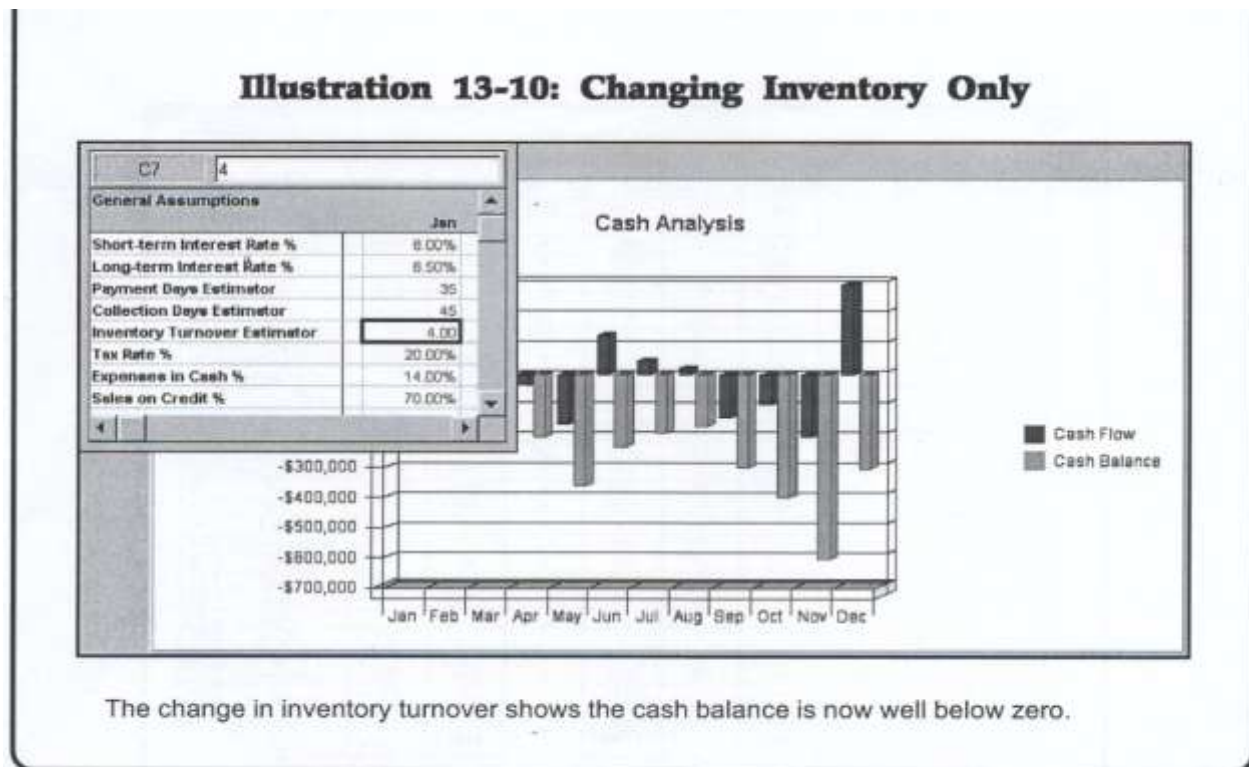 Illustration 13-10: Changing Inventory Only
C7 4
General Assumptions
Jan
Short-term Interest Rate % 8.00%
Long-term Interest Rate % 8.50%
Payment Days Estimator 35
Collection Days Estimator 45
Inventory Turnover Estimator 4.00
Tax Rate % 20.00%
Expenses in Cash % 14.00%
Sales on Credit % 70.00%
Cash Analysis
Cash Flow
Cash Balance
-$300,000
-$400,000
-$500,000
-$600,000
-$700,000
Jan Feb Mar Apr May Jun Jul Aug Sep Oct Nov Dec
The change in inventory turnover shows the cash balance is now well below zero.